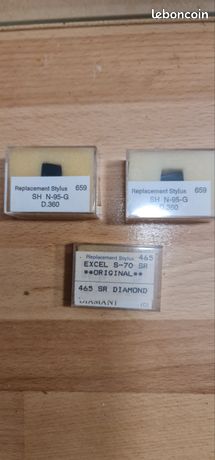 leboncoin
Replacement Stylus 659
SH N-95-G
D.360
Replacement Stylus 659
SH N-95-G
D.360
Replacement Stylus 465
EXCEL S-70 SR
**ORIGINAL**
465 SR DIAMOND
DIAMANT